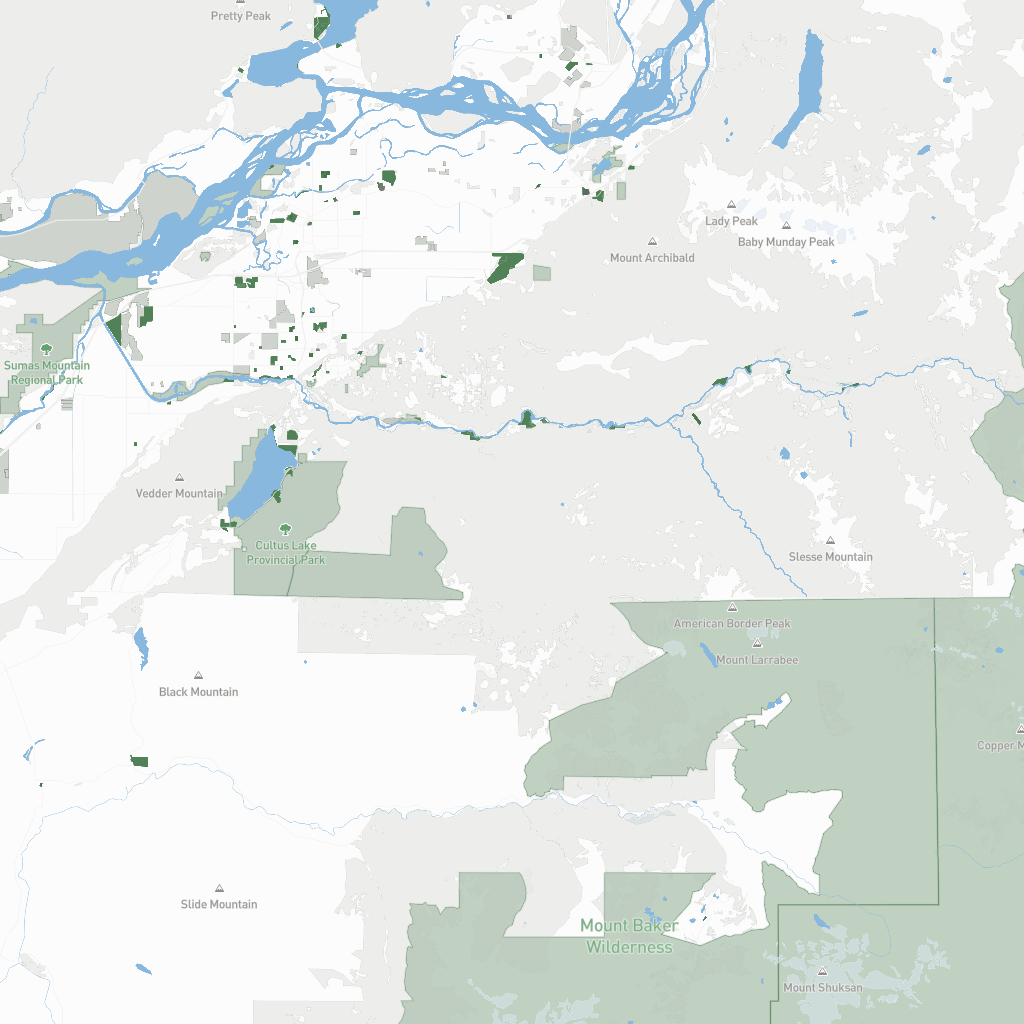 Pretty Peak
Lady Peak
Baby Munday Peak
Mount Archibald
Sumas Mountain
Regional Park
Vedder Mountain
Cultus Lake
Provincial Park
Slesse Mountain
American Border Peak
Mount Larrabee
Black Mountain
Copper M
Slide Mountain
Mount Baker
Wilderness
Mount Shuksan